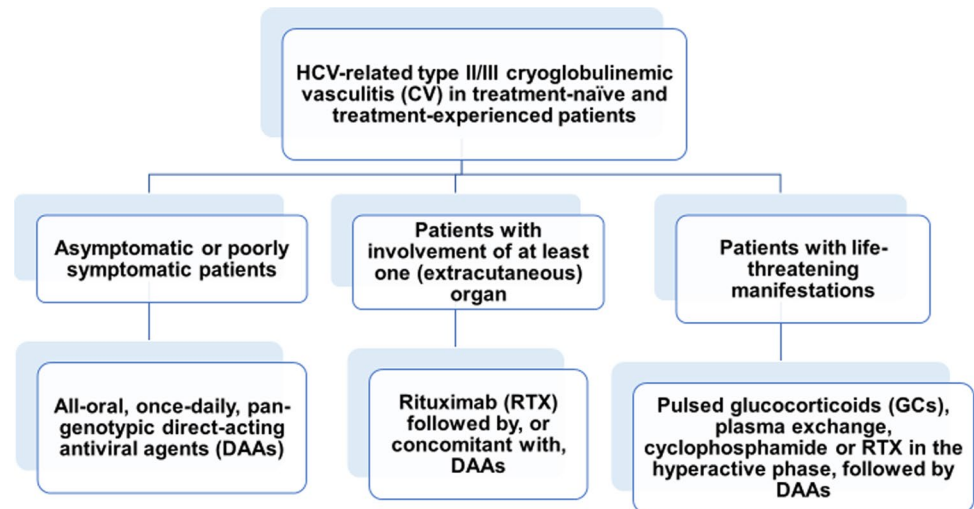 HCV-related type II/III cryoglobulinemic
vasculitis (CV) in treatment-naïve and
treatment-experienced patients
Asymptomatic or poorly
symptomatic patients
Patients with
involvement of at least
one (extracutaneous)
organ
Patients with life-
threatening
manifestations
All-oral, once-daily, pan-
genotypic direct-acting
antiviral agents (DAAs)
Rituximab (RTX)
followed by, or
concomitant with,
DAAs
Pulsed glucocorticoids (GCs),
plasma exchange,
cyclophosphamide or RTX in the
hyperactive phase, followed by
DAAs